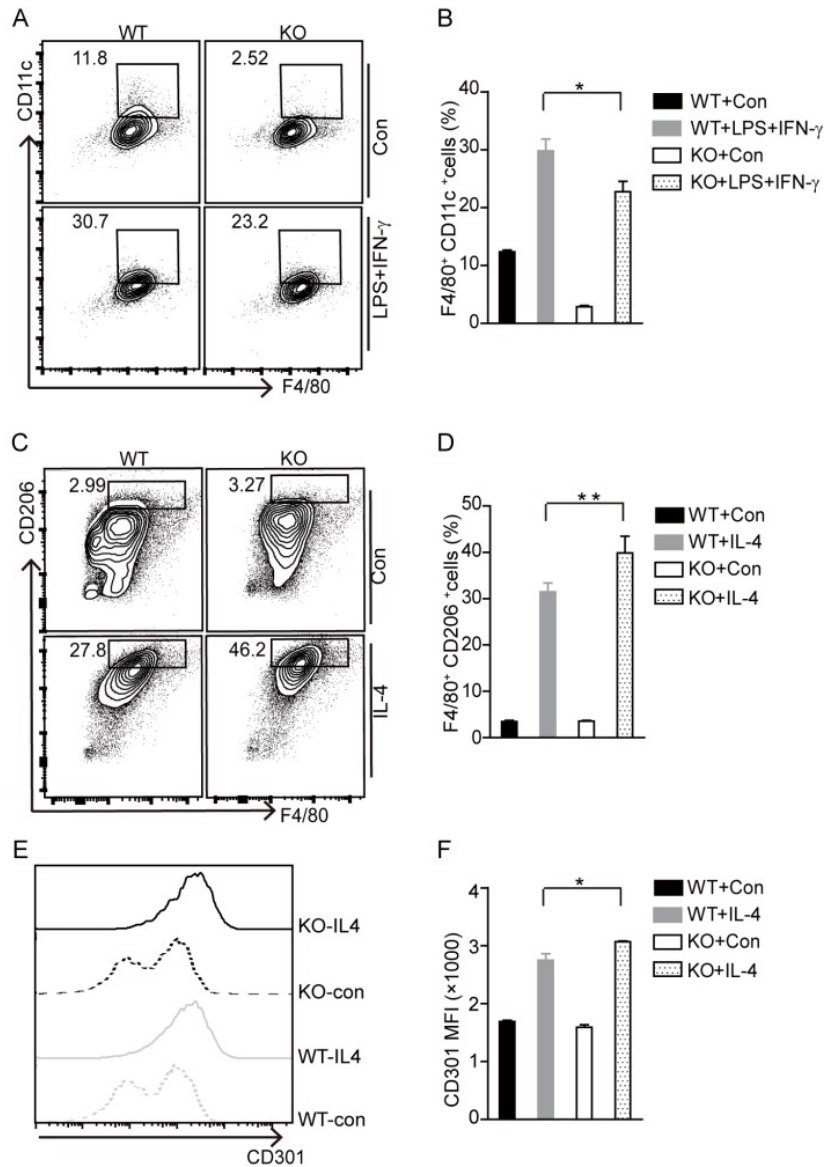 A
WT
KO
CD11c
11.8
2.52
Con
30.7
23.2
LPS+IFN-γ
F4/80
B
F4/80⁺ CD11c ⁺cells (%)
40
30
20
10
0
*
WT+Con
WT+LPS+IFN-γ
KO+Con
KO+LPS+IFN-γ
C
WT
KO
CD206
2.99
3.27
Con
27.8
46.2
IL-4
F4/80
D
F4/80⁺ CD206 ⁺cells (%)
50
40
30
20
10
0
* *
WT+Con
WT+IL-4
KO+Con
KO+IL-4
E
KO-IL4
KO-con
WT-IL4
WT-con
CD301
F
CD301 MFI (×1000)
4
3
2
1
0
*
WT+Con
WT+IL-4
KO+Con
KO+IL-4